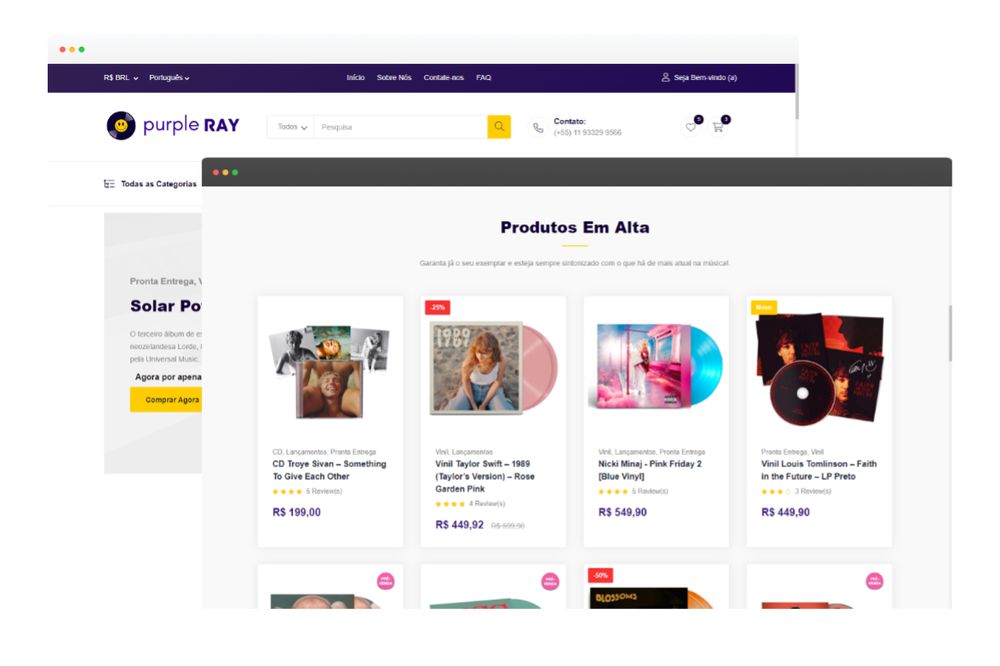 R$ BRL Português Início Sobre Nós Contate-nos FAQ Seja Bem-vindo (a)
purple RAY
Todos Pesquisa
Contato:
(+55) 11 93329 9566
5 3
Todas as Categorias
Pronta Entrega, V
Solar Po
O terceiro álbum de es
neozelandesa Lorde,
pela Universal Music.
Agora por apena
Comprar Agora
Produtos Em Alta
Garanta já o seu exemplar e esteja sempre sintonizado com o que há de mais atual na música!.
CD, Lançamentos, Pronta Entrega
CD Troye Sivan – Something
To Give Each Other
5 Review(s)
R$ 199,00
-25%
Vinil, Lançamentos
Vinil Taylor Swift – 1989
(Taylor's Version) – Rose
Garden Pink
4 Review(s)
R$ 449,92 R$ 599,90
Vinil, Lançamentos, Pronta Entrega
Nicki Minaj - Pink Friday 2
[Blue Vinyl]
5 Review(s)
R$ 549,90
Novo
FAITH
IN THE
FUTURE
Pronta Entrega, Vinil
Vinil Louis Tomlinson – Faith
in the Future – LP Preto
3 Review(s)
R$ 449,90
PRÉ-
VENDA
PRÉ-
VENDA
-50%
BLOSSOMS
PRÉ-
VENDA